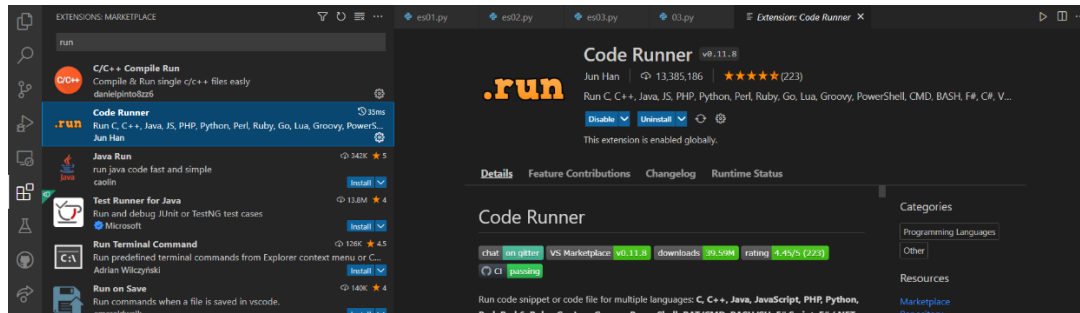 EXTENSIONS: MARKETPLACE
run
C/C++
C/C++ Compile Run
Compile & Run single c/c++ files easly
danielpinto8zz6
.run
Code Runner
35ms
Run C, C++, Java, JS, PHP, Python, Perl, Ruby, Go, Lua, Groovy, PowerS...
Jun Han
Java
Java Run
342K ★ 5
run java code fast and simple
caolin
Install
Test Runner for Java
13.8M ★ 4
Run and debug JUnit or TestNG test cases
Microsoft
Install
C:\
Run Terminal Command
126K ★ 4.5
Run predefined terminal commands from Explorer context menu or C...
Adrian Wilczyński
Install
Run on Save
140K ★ 4
Run commands when a file is saved in vscode.
es01.py
es02.py
es03.py
03.py
Extension: Code Runner
.run
Code Runner v0.11.8
Jun Han 13,385,186 ★★★★★(223)
Run C, C++, Java, JS, PHP, Python, Perl, Ruby, Go, Lua, Groovy, PowerShell, CMD, BASH, F#, C#, V...
Disable
Uninstall
This extension is enabled globally.
Details Feature Contributions Changelog Runtime Status
Code Runner
chat on gitter VS Marketplace v0.11.8 downloads 39.59M rating 4.45/5 (223)
CI passing
Run code snippet or code file for multiple languages: C, C++, Java, JavaScript, PHP, Python,
Categories
Programming Languages
Other
Resources
Marketplace